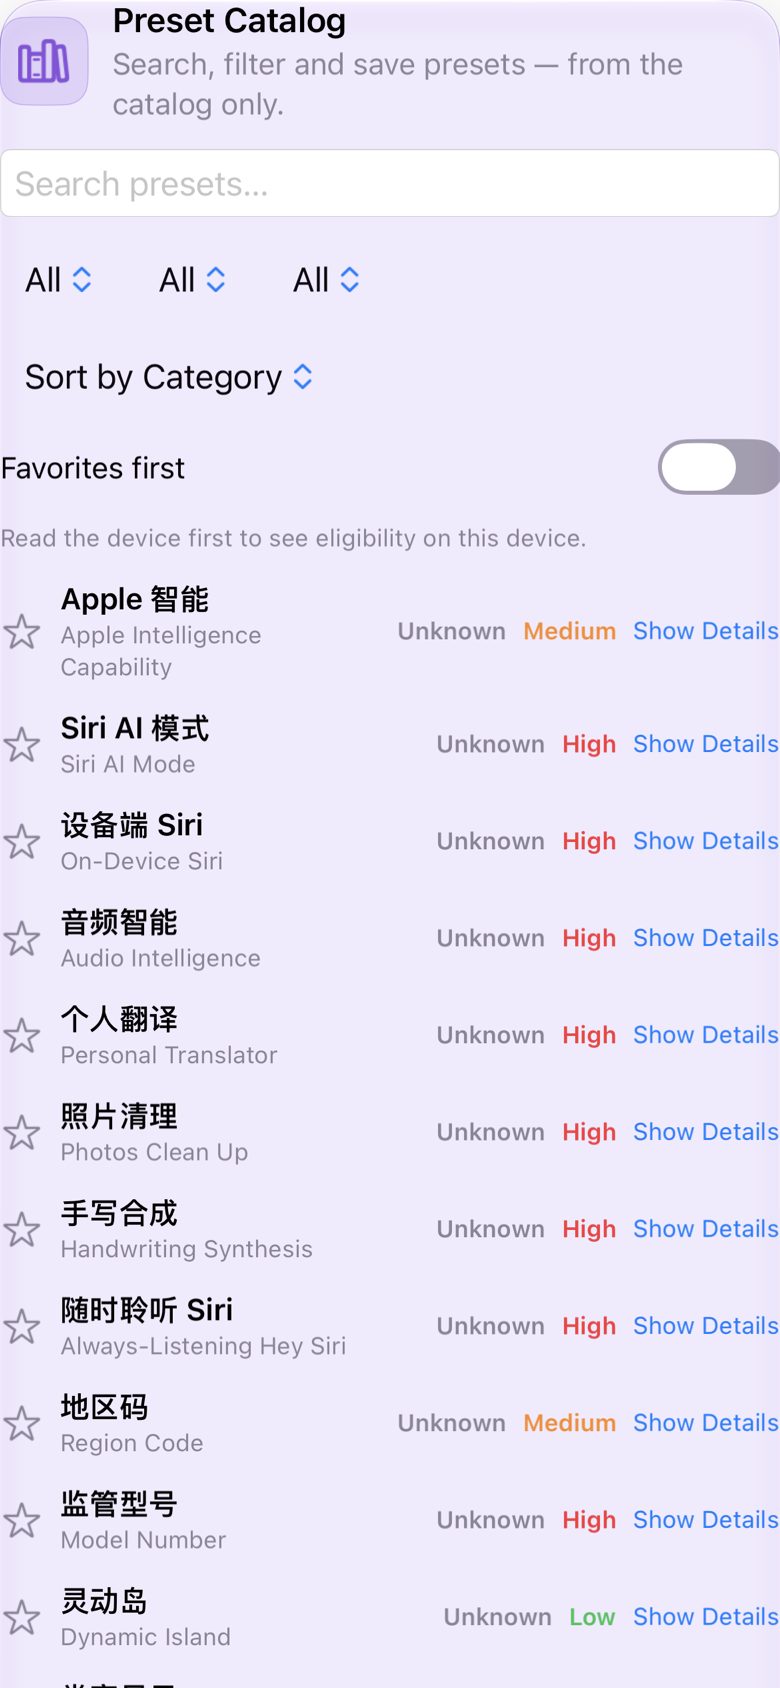 Preset Catalog
Search, filter and save presets — from the
catalog only.
Search presets...
All All All
Sort by Category
Favorites first
Read the device first to see eligibility on this device.
Apple 智能
Apple Intelligence
Capability
Unknown Medium Show Details
Siri AI 模式
Siri AI Mode
Unknown High Show Details
设备端 Siri
On-Device Siri
Unknown High Show Details
音频智能
Audio Intelligence
Unknown High Show Details
个人翻译
Personal Translator
Unknown High Show Details
照片清理
Photos Clean Up
Unknown High Show Details
手写合成
Handwriting Synthesis
Unknown High Show Details
随时聆听 Siri
Always-Listening Hey Siri
Unknown High Show Details
地区码
Region Code
Unknown Medium Show Details
监管型号
Model Number
Unknown High Show Details
灵动岛
Dynamic Island
Unknown Low Show Details